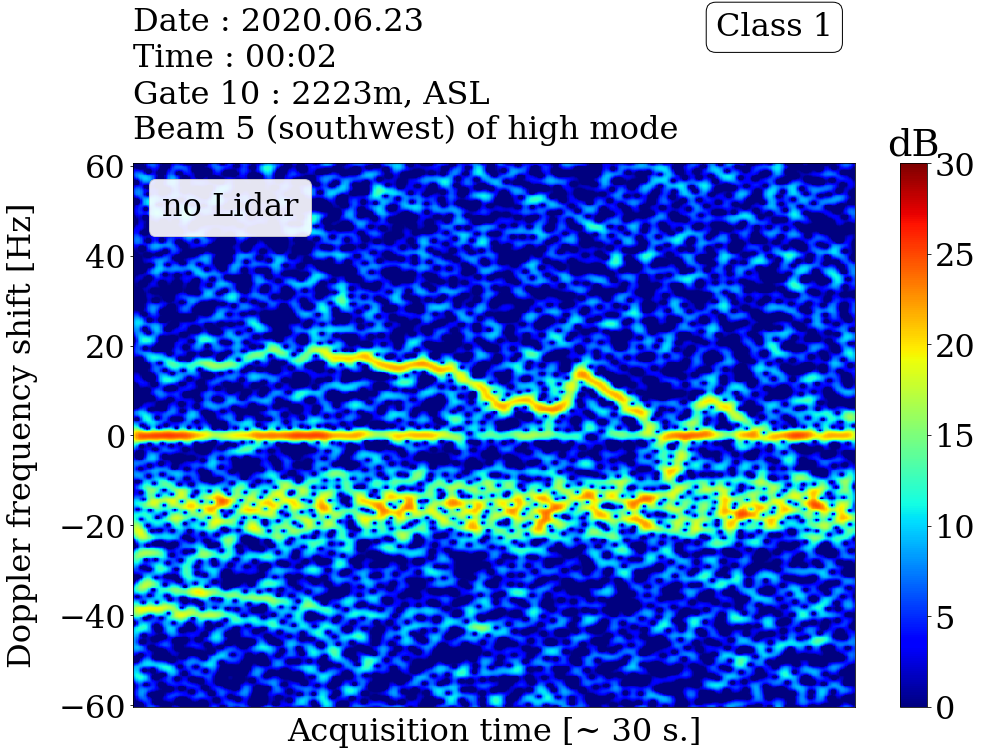 Date : 2020.06.23
Time : 00:02
Gate 10 : 2223m, ASL
Beam 5 (southwest) of high mode
Class 1
dB
no Lidar
Doppler frequency shift [Hz]
60
40
20
0
−20
−40
−60
30
25
20
15
10
5
0
Acquisition time [~ 30 s.]